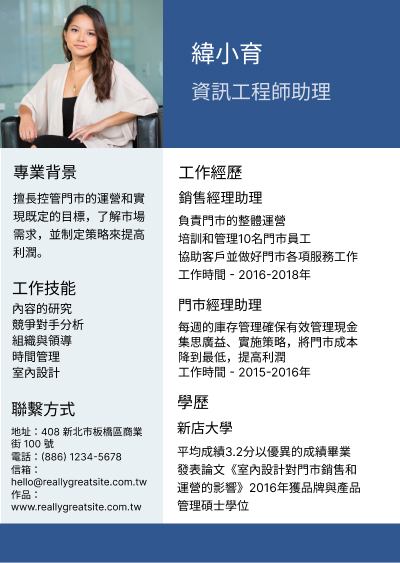 緯小育
資訊工程師助理
專業背景
擅長控管門市的運營和實
現既定的目標，了解市場
需求，並制定策略來提高
利潤。
工作技能
內容的研究
競爭對手分析
組織與領導
時間管理
室內設計
聯繫方式
地址：408 新北市板橋區商業
街 100 號
電話：(886) 1234-5678
信箱：
hello@reallygreatsite.com.tw
作品：
www.reallygreatsite.com.tw
工作經歷
銷售經理助理
負責門市的整體運營
培訓和管理10名門市員工
協助客戶並做好門市各項服務工作
工作時間 - 2016-2018年
門市經理助理
每週的庫存管理確保有效管理現金
集思廣益、實施策略，將門市成本
降到最低，提高利潤
工作時間 - 2015-2016年
學歷
新店大學
平均成績3.2分以優異的成績畢業
發表論文《室內設計對門市銷售和
運營的影響》2016年獲品牌與產品
管理碩士學位